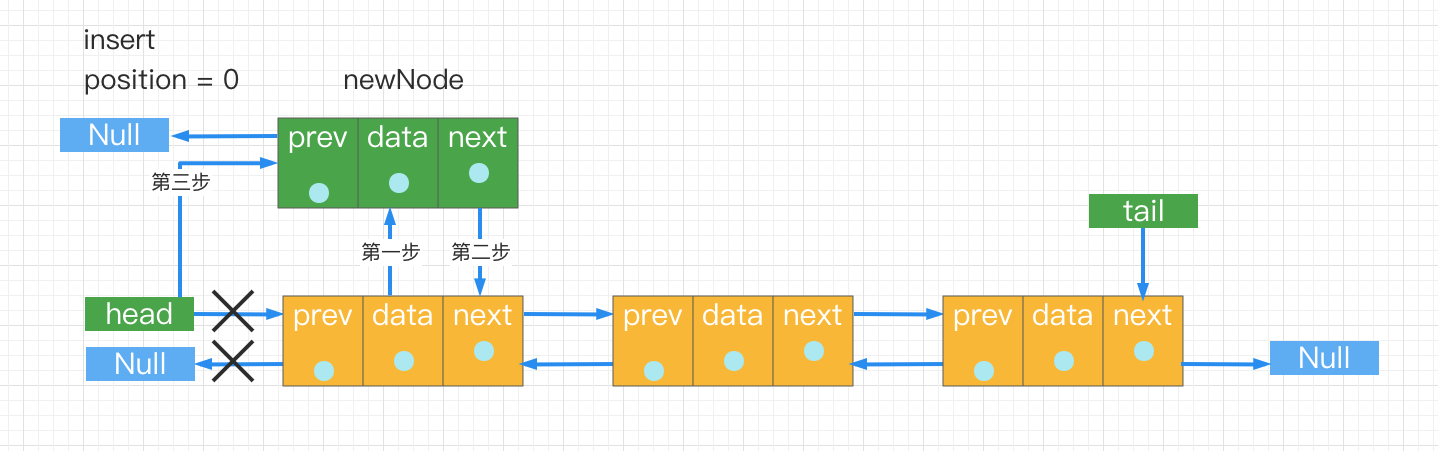 insert
position = 0
newNode
Null
prev data next
第三步
tail
第一步
第二步
head
prev data next
prev data next
prev data next
Null
Null